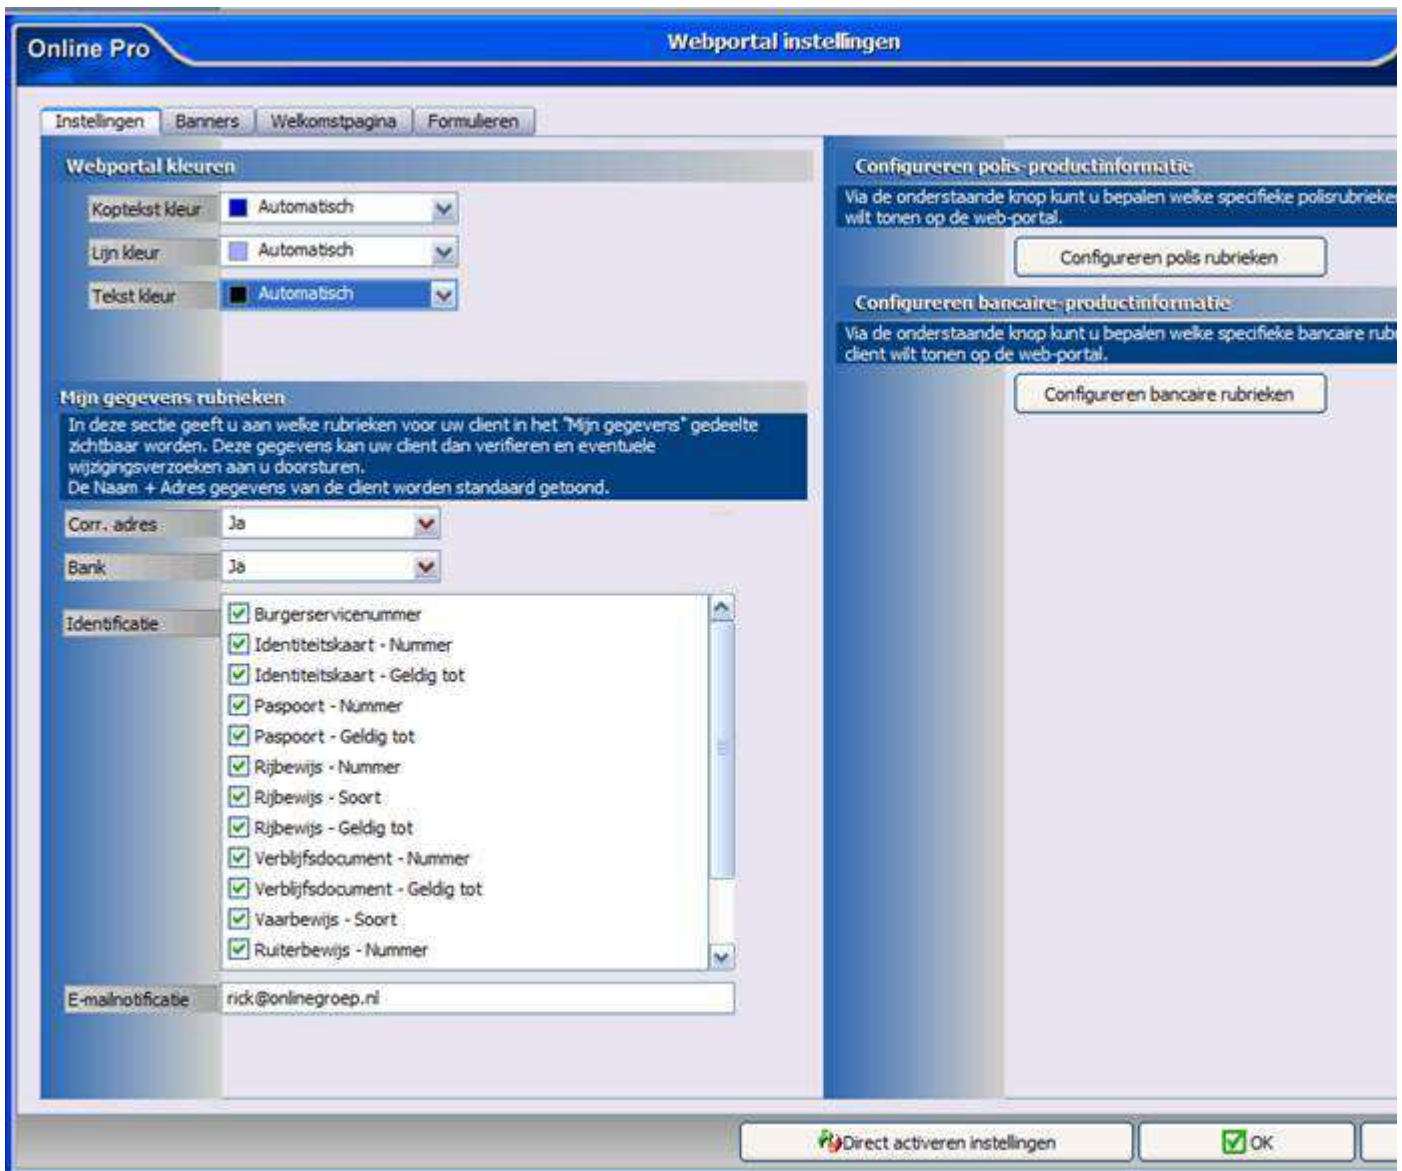 Online Pro
Webportal instellingen
Instellingen
Banners
Welkomstpagina
Formulieren
Webportal kleuren
Koptekst kleur
Automatisch
Lijn kleur
Automatisch
Tekst kleur
Automatisch
Mijn gegevens rubrieken
In deze sectie geeft u aan welke rubrieken voor uw client in het "Mijn gegevens" gedeelte
zichtbaar worden. Deze gegevens kan uw client dan verifieren en eventuele
wijzigingsverzoeken aan u doorsturen.
De Naam + Adres gegevens van de client worden standaard getoond.
Corr. adres
Ja
Bank
Ja
Identificatie
Burgerservicenummer
Identiteitskaart - Nummer
Identiteitskaart - Geldig tot
Paspoort - Nummer
Paspoort - Geldig tot
Rijbewijs - Nummer
Rijbewijs - Soort
Rijbewijs - Geldig tot
Verblijfsdocument - Nummer
Verblijfsdocument - Geldig tot
Vaarbewijs - Soort
Ruiterbewijs - Nummer
E-mailnotificatie
rick@onlinegroep.nl
Configureren polis-productinformatie
Via de onderstaande knop kunt u bepalen welke specifieke polisrubrieken
wilt tonen op de web-portal.
Configureren polis rubrieken
Configureren bancaire-productinformatie
Via de onderstaande knop kunt u bepalen welke specifieke bancaire
client wilt tonen op de web-portal.
Configureren bancaire rubrieken
Direct activeren instellingen
OK